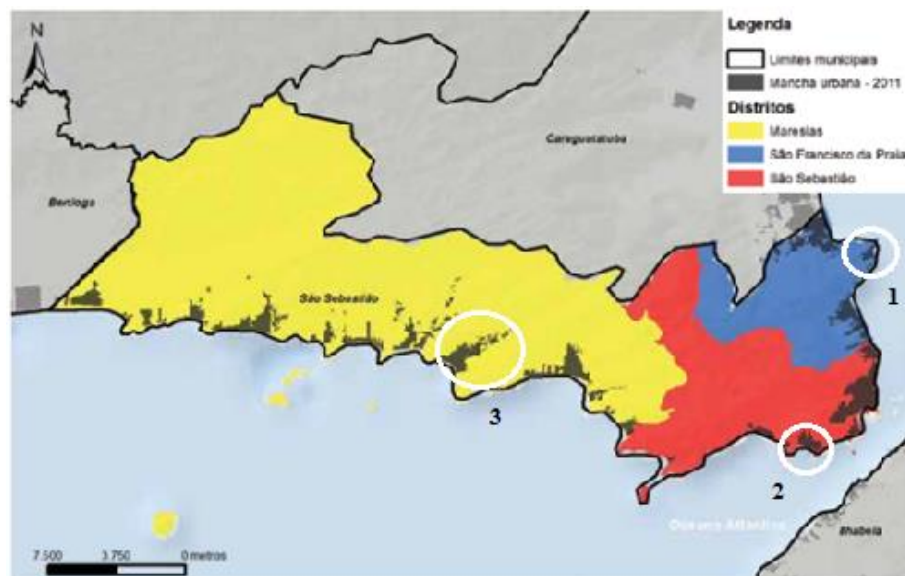 N
Legenda
Limites municipais
Mancha urbana - 2011
Distritos
Maresias
São Francisco da Praia
São Sebastião
Caraguatatuba
Bertioga
São Sebastião
1
3
2
Oceano Atlântico
Ilhabela
7.500 3.750 0 metros